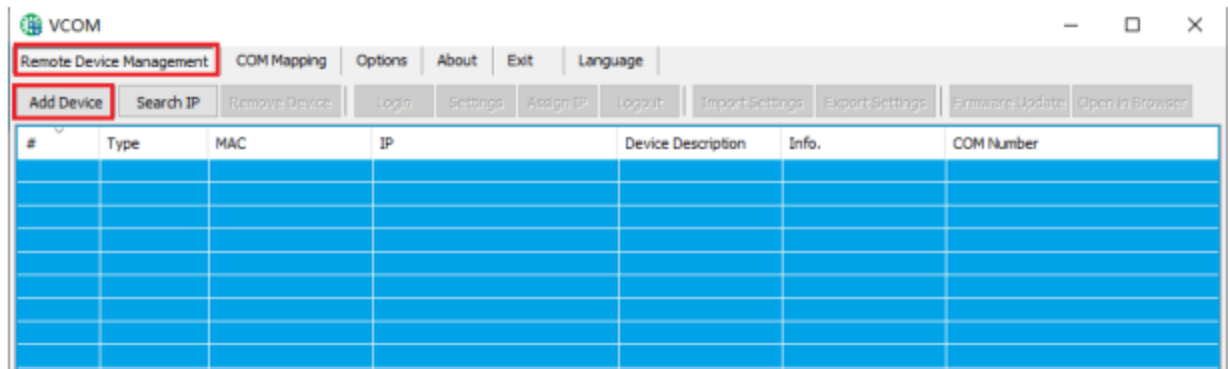 VCOM
Remote Device Management COM Mapping Options About Exit Language
Add Device Search IP Remove Device Login Settings Assign IP Logout Import Settings Export Settings Firmware Update Open in Browser
# Type MAC IP Device Description Info. COM Number